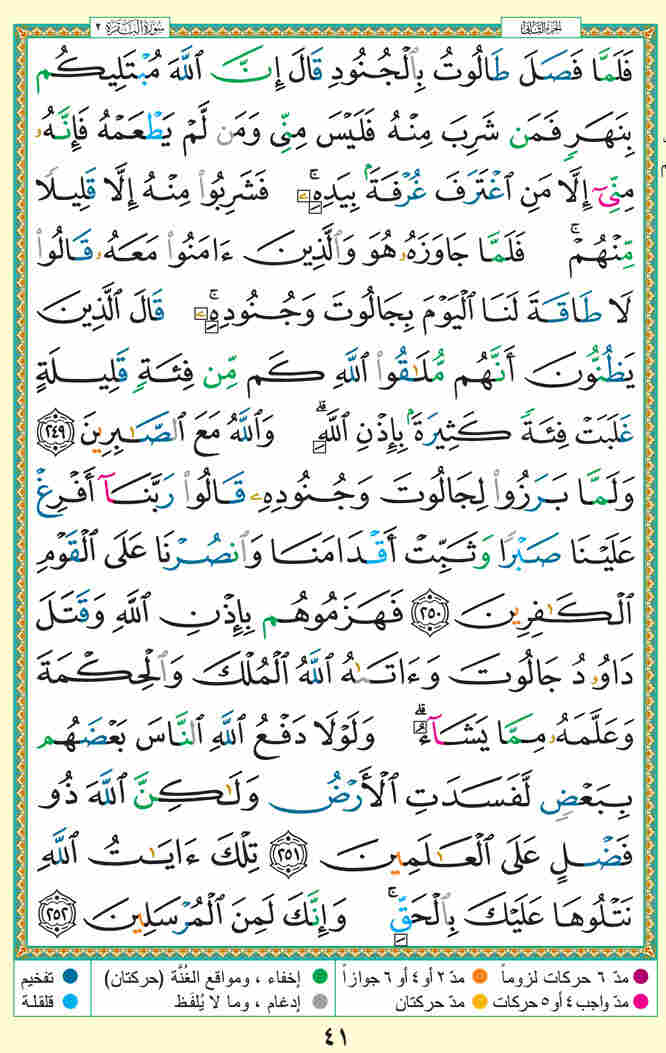 الجزء الثاني
سورة البقرة ٢
فَلَمَّا فَصَلَ طَالُوتُ بِٱلْجُنُودِ قَالَ إِنَّ ٱللَّهَ مُبْتَلِيكُم
بِنَهَرٍ فَمَن شَرِبَ مِنْهُ فَلَيْسَ مِنِّي وَمَن لَّمْ يَطْعَمْهُ فَإِنَّهُۥ
مِنِّيٓ إِلَّا مَنِ ٱغْتَرَفَ غُرْفَةًۢ بِيَدِهِۦۚ فَشَرِبُوا۟ مِنْهُ إِلَّا قَلِيلًا
مِّنْهُمْۚ فَلَمَّا جَاوَزَهُۥ هُوَ وَٱلَّذِينَ ءَامَنُوا۟ مَعَهُۥ قَالُوا۟
لَا طَاقَةَ لَنَا ٱلْيَوْمَ بِجَالُوتَ وَجُنُودِهِۦۚ قَالَ ٱلَّذِينَ
يَظُنُّونَ أَنَّهُم مُّلَٰقُوا۟ ٱللَّهِ كَم مِّن فِئَةٍ قَلِيلَةٍ
غَلَبَتْ فِئَةً كَثِيرَةًۢ بِإِذْنِ ٱللَّهِۗ وَٱللَّهُ مَعَ ٱلصَّٰبِرِينَ ٢٤٩
وَلَمَّا بَرَزُوا۟ لِجَالُوتَ وَجُنُودِهِۦ قَالُوا۟ رَبَّنَآ أَفْرِغْ
عَلَيْنَا صَبْرًا وَثَبِّتْ أَقْدَامَنَا وَٱنصُرْنَا عَلَى ٱلْقَوْمِ
ٱلْكَٰفِرِينَ ٢٥٠ فَهَزَمُوهُم بِإِذْنِ ٱللَّهِ وَقَتَلَ
دَاوُۥدُ جَالُوتَ وَءَاتَىٰهُ ٱللَّهُ ٱلْمُلْكَ وَٱلْحِكْمَةَ
وَعَلَّمَهُۥ مِمَّا يَشَآءُۗ وَلَوْلَا دَفْعُ ٱللَّهِ ٱلنَّاسَ بَعْضَهُم
بِبَعْضٍ لَّفَسَدَتِ ٱلْأَرْضُ وَلَٰكِنَّ ٱللَّهَ ذُو
فَضْلٍ عَلَى ٱلْعَٰلَمِينَ ٢٥١ تِلْكَ ءَايَٰتُ ٱللَّهِ
نَتْلُوهَا عَلَيْكَ بِٱلْحَقِّۚ وَإِنَّكَ لَمِنَ ٱلْمُرْسَلِينَ ٢٥٢
مدّ ٦ حركات لزوماً مدّ ٢ أو ٤ أو ٦ جوازاً إخفاء ، ومواقع الغُنَّة (حركتان) تفخيم
مدّ واجب ٤ أو ٥ حركات مدّ حركتان إدغام ، وما لا يُلفَظ قلقلة
٤١